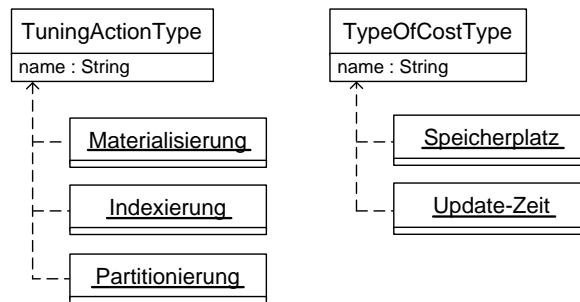 TuningActionType
name : String
Materialisierung
Indexierung
Partitionierung
TypeOfCostType
name : String
Speicherplatz
Update-Zeit